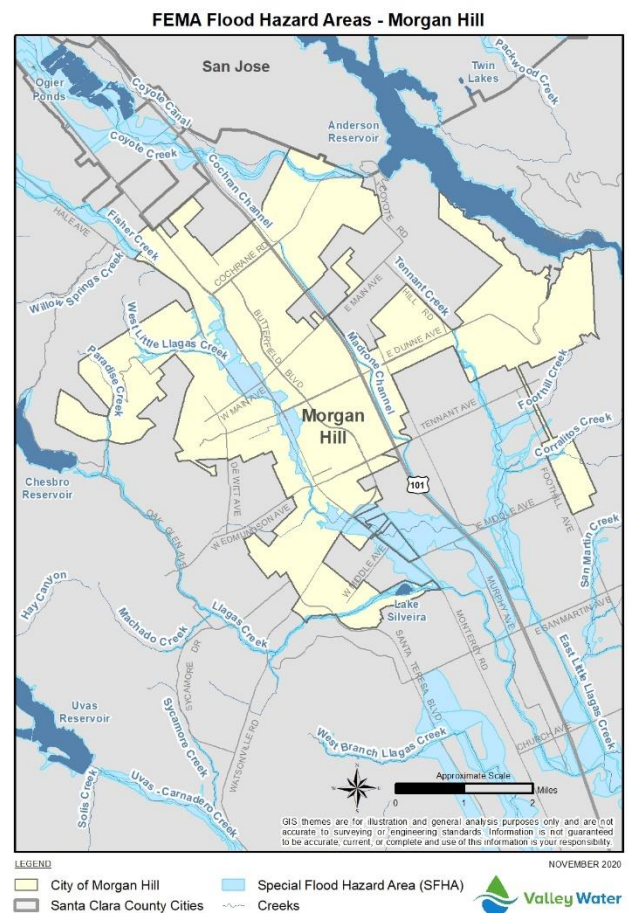 FEMA Flood Hazard Areas - Morgan Hill
San Jose
Twin
Lakes
Packwood Creek
Ogier
Ponds
Coyote Canal
Anderson
Reservoir
Coyote Creek
Cochran Channel
COYOTE RD
Fisher Creek
HALE AVE
COCHRANE RD
Tennant Creek
Willow
Springs Creek
E MAIN AVE
HILL RD
West Little Llagas Creek
BUTTERFIELD BLVD
Madrone Channel
E DUNNE AVE
Paradise Creek
Foothill Creek
W MAIN AVE
Morgan
Hill
TENNANT AVE
Corralitos Creek
Chesbro
Reservoir
DE WITT AVE
101
FOOTHILL AVE
OAK GLEN AVE
W EDMUNDSON AVE
E MIDDLE AVE
San Martin Creek
W MIDDLE AVE
Hay Canyon
Lake
Silveira
MURPHY AVE
Machado Creek
Llagas Creek
MONTEREY RD
E SAN MARTIN AVE
SYCAMORE DR
SANTA TERESA BLVD
East Little Llagas Creek
Uvas
Reservoir
Sycamore Creek
WATSONVILLE RD
West Branch Llagas Creek
CHURCH AVE
Solis Creek
Uvas - Carnadero Creek
N
Approximate Scale
0 1 2
Miles
GIS themes are for illustration and general analysis purposes only and are not
accurate to surveying or engineering standards. Information is not guaranteed
to be accurate, current, or complete and use of this information is your responsibility.
LEGEND
NOVEMBER 2020
City of Morgan Hill
Special Flood Hazard Area (SFHA)
Santa Clara County Cities
Creeks
Valley Water